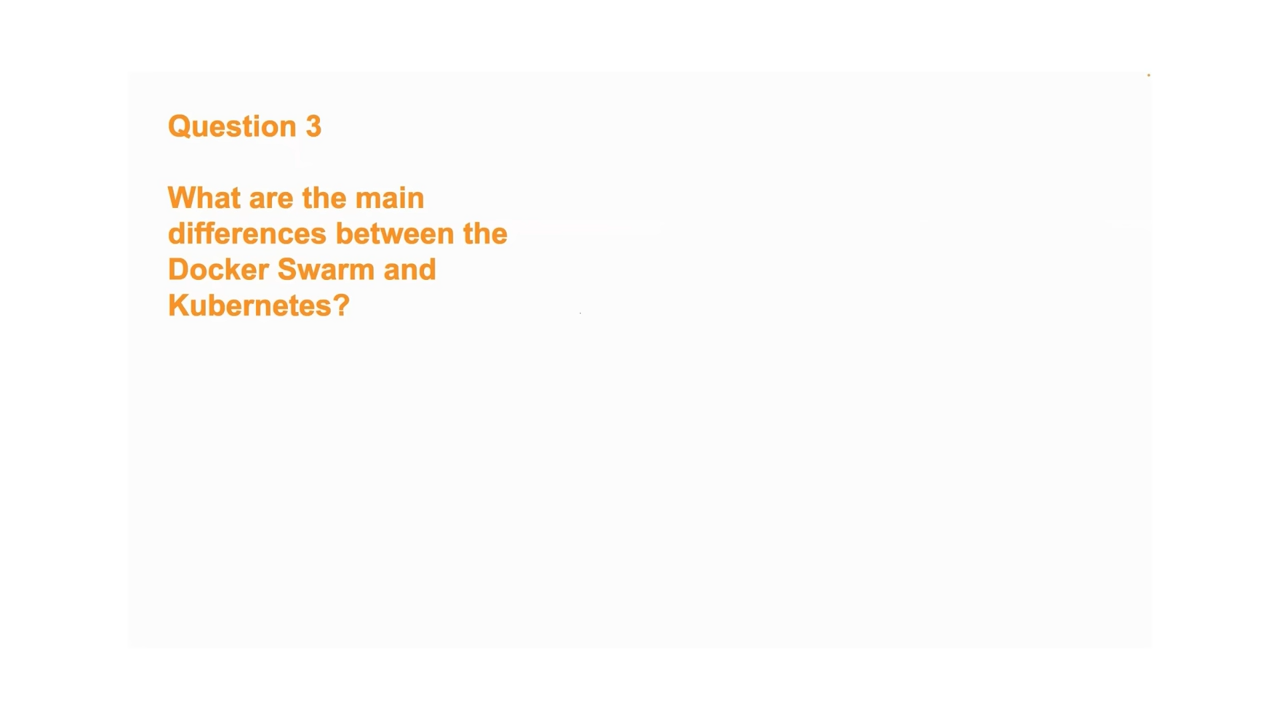 Question 3
What are the main
differences between the
Docker Swarm and
Kubernetes?